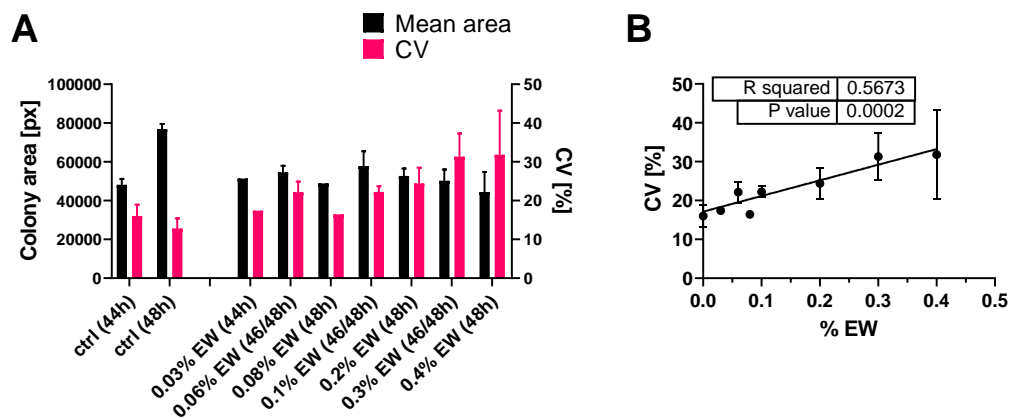 A
Mean area
CV
Colony area [px]
100000
80000
60000
40000
20000
0
50
40
30
20
10
0
CV [%]
ctrl (44h)
ctrl (48h)
0.03% EW (44h)
0.06% EW (46/48h)
0.08% EW (48h)
0.1% EW (46/48h)
0.2% EW (48h)
0.3% EW (46/48h)
0.4% EW (48h)
B
R squared 0.5673
P value 0.0002
CV [%]
50
40
30
20
10
0
0.0 0.1 0.2 0.3 0.4 0.5
% EW